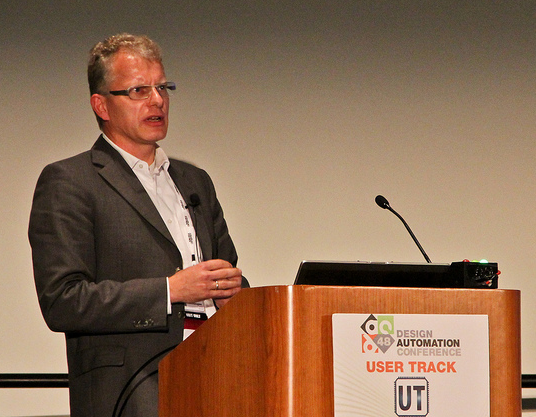 48
DESIGN
AUTOMATION
CONFERENCE
USER TRACK
UT